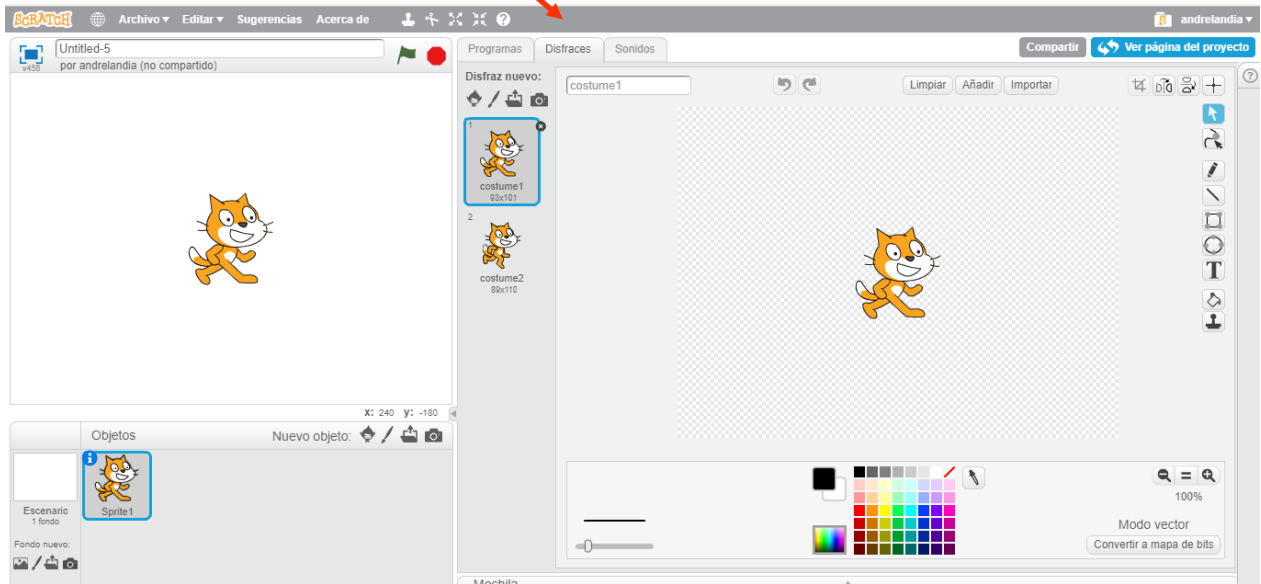 SCRATCH Archivo Editar Sugerencias Acerca de andrelandia
Untitled-5
v456 por andrelandia (no compartido)
Programas Disfraces Sonidos Compartir Ver página del proyecto
Disfraz nuevo:
costume1 Limpiar Añadir Importar
T
1
costume1
93x101
2
costume2
89x110
X: 240 y: -180
Objetos Nuevo objeto:
Escenario
1 fondo
Sprite1
Fondo nuevo:
100%
Modo vector
Convertir a mapa de bits
Mochila